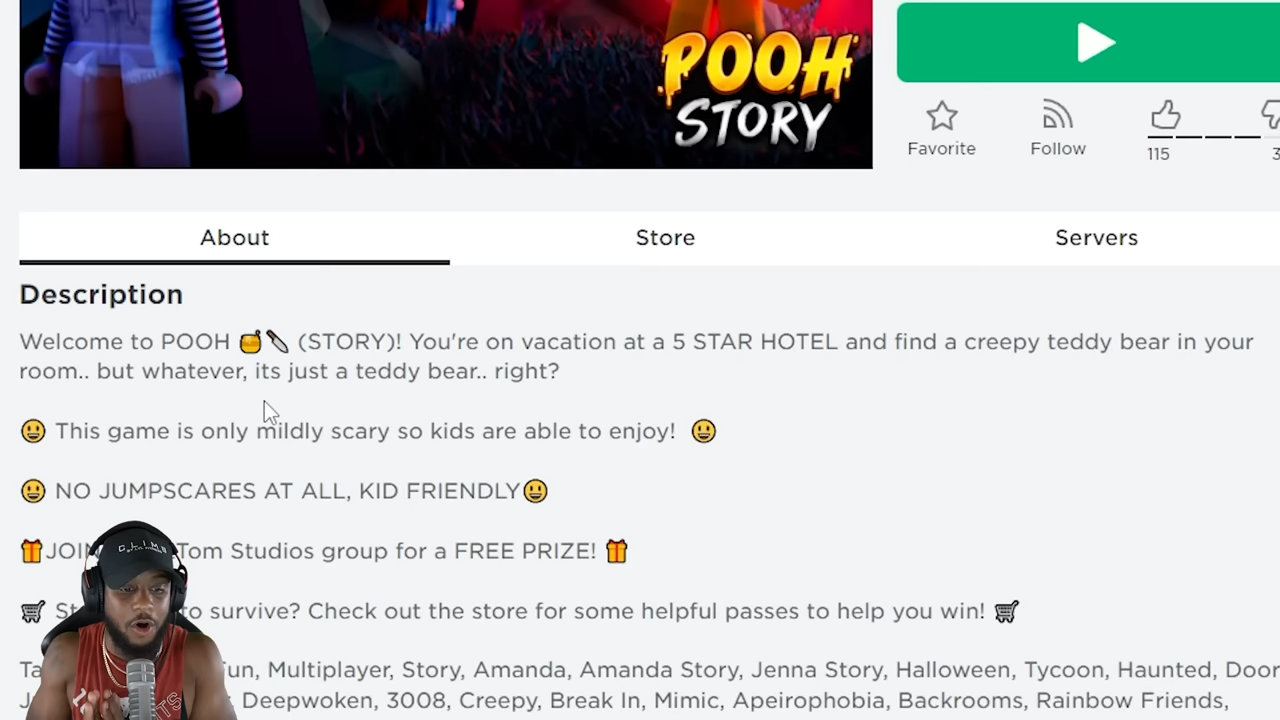 POOH
STORY
Favorite
Follow
115
3
About
Store
Servers
Description
Welcome to POOH 🍯🔪 (STORY)! You're on vacation at a 5 STAR HOTEL and find a creepy teddy bear in your
room.. but whatever, its just a teddy bear.. right?
😀 This game is only mildly scary so kids are able to enjoy! 😀
😀 NO JUMPSCARES AT ALL, KID FRIENDLY😀
🎁JOIN Tom Studios group for a FREE PRIZE! 🎁
🛒 to survive? Check out the store for some helpful passes to help you win! 🛒
Fun, Multiplayer, Story, Amanda, Amanda Story, Jenna Story, Halloween, Tycoon, Haunted, Door
Deepwoken, 3008, Creepy, Break In, Mimic, Apeirophobia, Backrooms, Rainbow Friends,
CLIMB